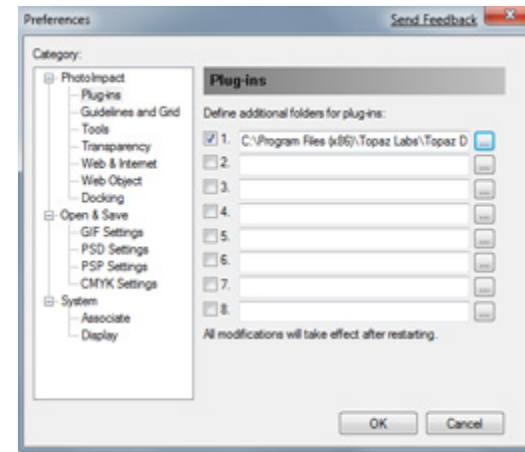 Preferences
Send Feedback
Category:
PhotoImpact
Plug-ins
Guidelines and Grid
Tools
Transparency
Web & Internet
Web Object
Docking
Open & Save
GIF Settings
PSD Settings
PSP Settings
CMYK Settings
System
Associate
Display
Plug-ins
Define additional folders for plug-ins:
1. C:\Program Files (x86)\Topaz Labs\Topaz D ...
2. ...
3. ...
4. ...
5. ...
6. ...
7. ...
8. ...
All modifications will take effect after restarting.
OK Cancel